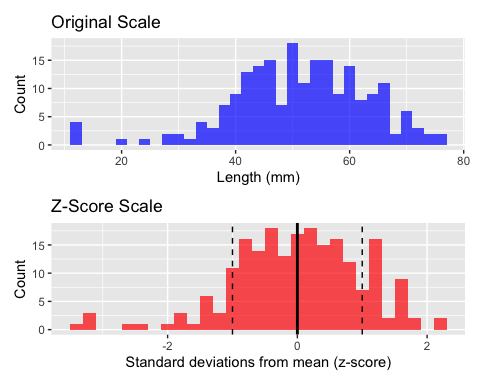 Original Scale
15
10
5
0
Count
20
40
60
80
Length (mm)
Z-Score Scale
15
10
5
0
Count
-2
0
2
Standard deviations from mean (z-score)